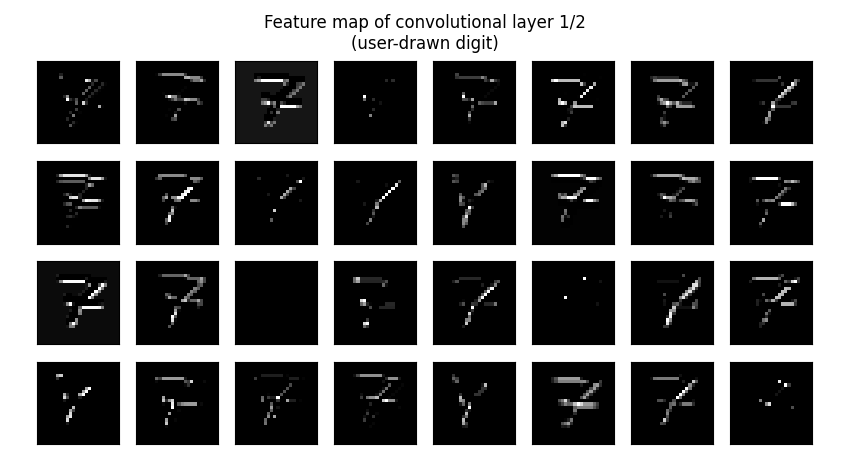 Feature map of convolutional layer 1/2
(user-drawn digit)